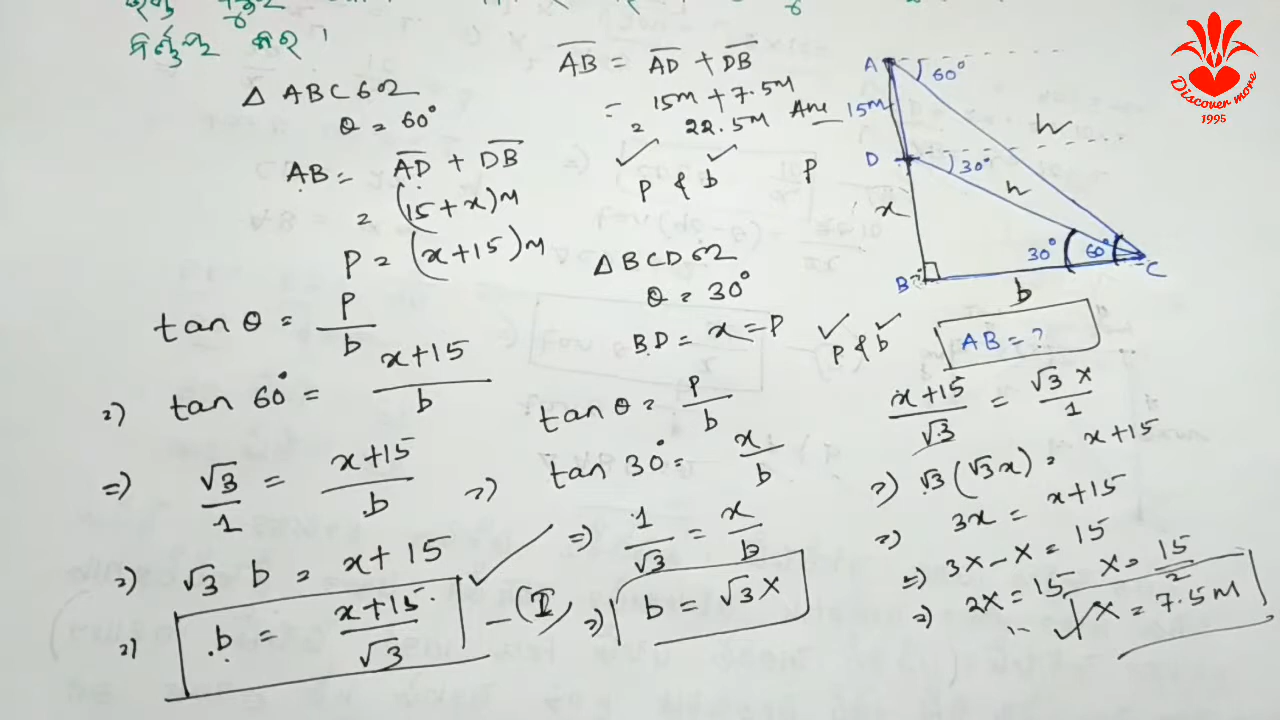 ନିର୍ଣ୍ଣୟ କର ।
Δ ABC ରେ
θ = 60°
AB = AD + DB
= (15 + x) M
P = (x+15) M
tan θ = P/b
=) tan 60° = x+15/b
=) √3/1 = x+15/b
=) √3 b = x+15
=) b = x+15/√3 — (I)
AB = AD + DB
= 15M + 7.5M
= 22.5M Ans
P & b
Δ BCD ରେ
θ = 30°
BD = x = P
P & b
tan θ = P/b
=) tan 30° = x/b
=) 1/√3 = x/b
=) b = √3 x
A 60°
15M
h
D 30°
P
h
x
30° 60°
B C
b
AB = ?
x+15/√3 = √3 x/1
=) √3 (√3 x) = x+15
=) 3x = x+15
=) 3x - x = 15
=) 2x = 15 x = 15/2
∴ x = 7.5 M
Discover more
1995